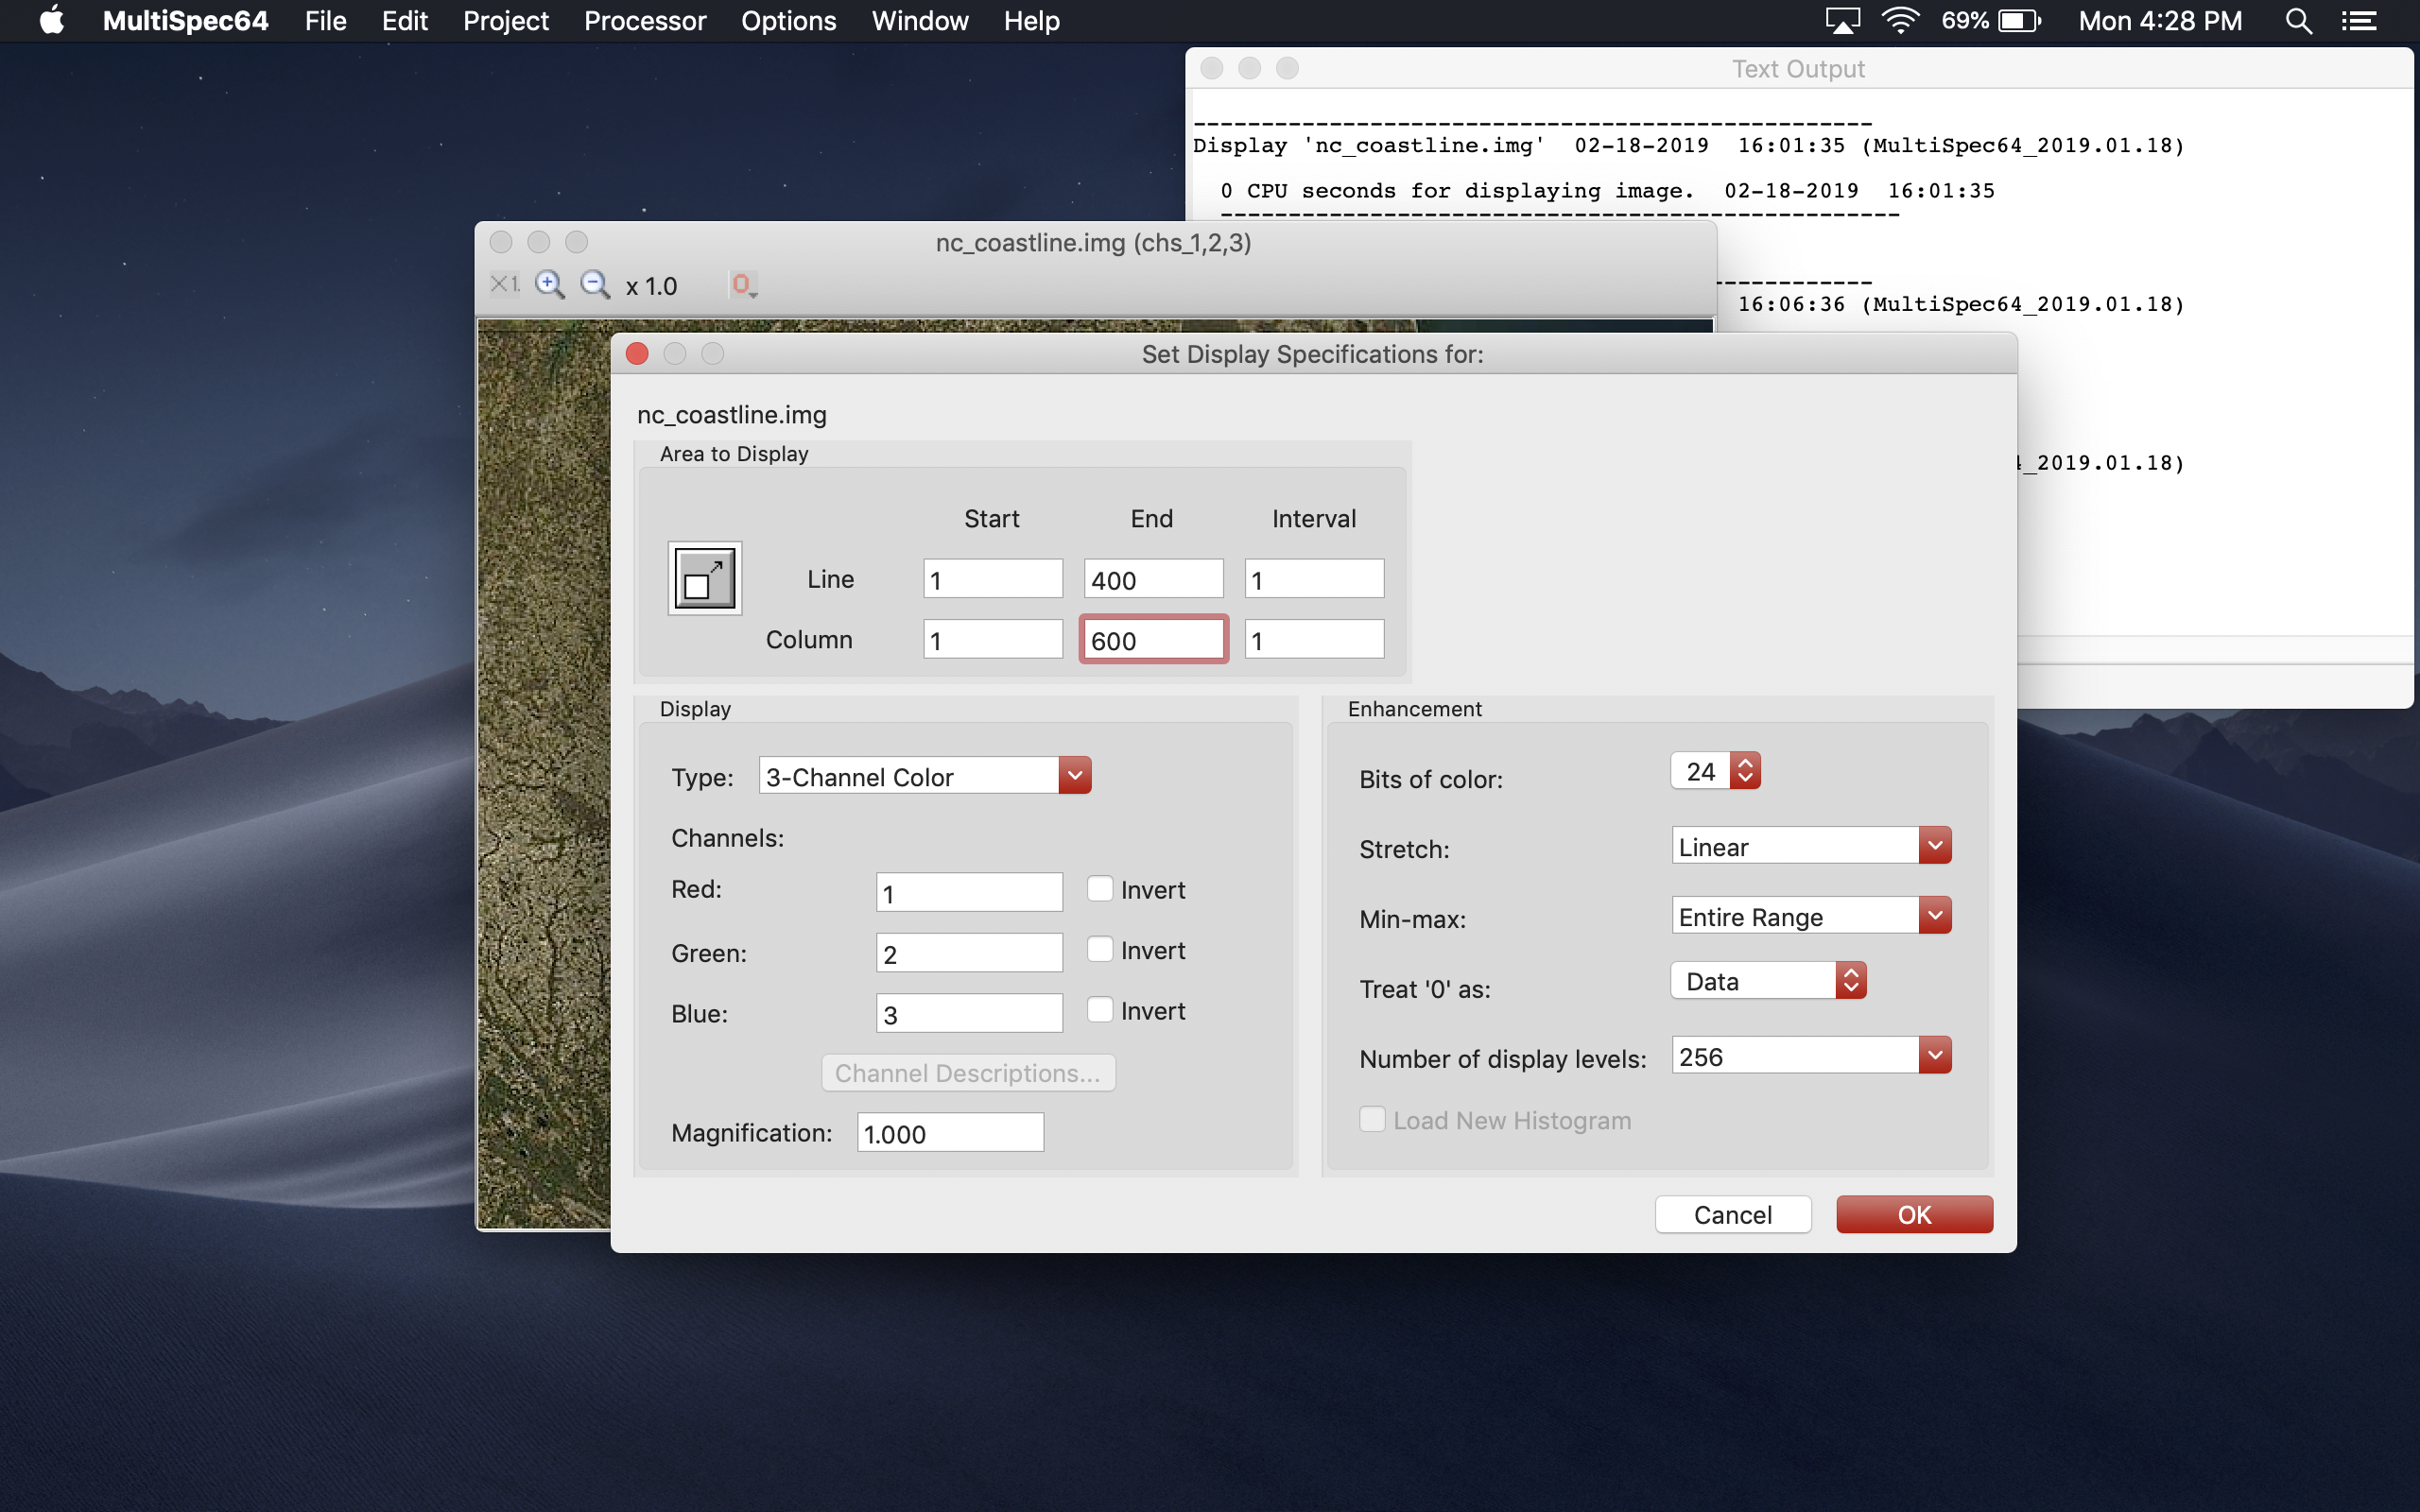 MultiSpec64 File Edit Project Processor Options Window Help 69% Mon 4:28 PM
Text Output
--------------------------------------------------
Display 'nc_coastline.img' 02-18-2019 16:01:35 (MultiSpec64_2019.01.18)
0 CPU seconds for displaying image. 02-18-2019 16:01:35
--------------------------------------------------
nc_coastline.img (chs_1,2,3)
x 1.0
16:06:36 (MultiSpec64_2019.01.18)
_2019.01.18)
Set Display Specifications for:
nc_coastline.img
Area to Display
Start End Interval
Line 1 400 1
Column 1 600 1
Display
Type: 3-Channel Color
Channels:
Red: 1 Invert
Green: 2 Invert
Blue: 3 Invert
Channel Descriptions...
Magnification: 1.000
Enhancement
Bits of color: 24
Stretch: Linear
Min-max: Entire Range
Treat '0' as: Data
Number of display levels: 256
Load New Histogram
Cancel OK